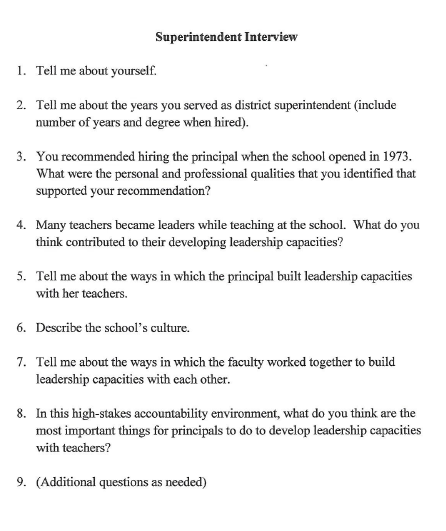 Superintendent Interview
1. Tell me about yourself.
2. Tell me about the years you served as district superintendent (include
number of years and degree when hired).
3. You recommended hiring the principal when the school opened in 1973.
What were the personal and professional qualities that you identified that
supported your recommendation?
4. Many teachers became leaders while teaching at the school. What do you
think contributed to their developing leadership capacities?
5. Tell me about the ways in which the principal built leadership capacities
with her teachers.
6. Describe the school's culture.
7. Tell me about the ways in which the faculty worked together to build
leadership capacities with each other.
8. In this high-stakes accountability environment, what do you think are the
most important things for principals to do to develop leadership capacities
with teachers?
9. (Additional questions as needed)